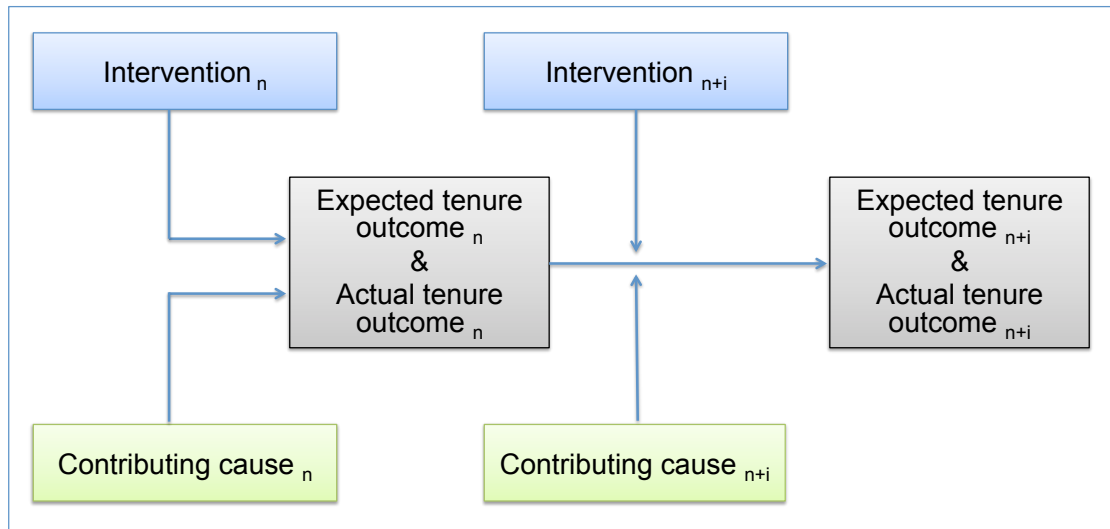 Intervention n
Intervention n+i
Expected tenure
outcome n
&
Actual tenure
outcome n
Expected tenure
outcome n+i
&
Actual tenure
outcome n+i
Contributing cause n
Contributing cause n+i